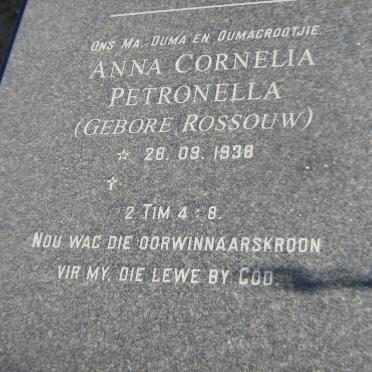 ONS MA, OUMA EN OUMAGROOTJIE.
ANNA CORNELIA
PETRONELLA
(GEBORE ROSSOUW)
☆ 28. 09. 1938
✝
2 TIM 4 : 8.
NOU WAG DIE OORWINNAARSKROON
VIR MY, DIE LEWE BY GOD.